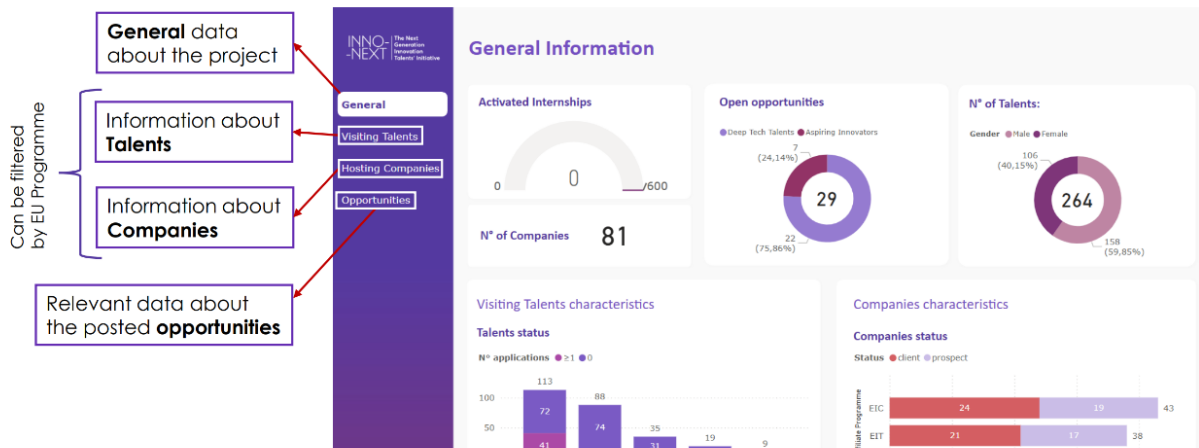 General data
about the project
Can be filtered
by EU Programme
Information about
Talents
Information about
Companies
Relevant data about
the posted opportunities
INNO-
-NEXT
The Next
Generation
Innovation
Talents' Initiative
General
Visiting Talents
Hosting Companies
Opportunities
General Information
Activated Internships
0
0
/600
N° of Companies
81
Open opportunities
Deep Tech Talents Aspiring Innovators
7
(24,14%)
29
22
(75,86%)
N° of Talents:
Gender Male Female
106
(40,15%)
264
158
(59,85%)
Visiting Talents characteristics
Talents status
N° applications ≥1 0
100
50
113
72
41
88
74
35
31
19
9
Companies characteristics
Companies status
Status client prospect
EIC
24
19
43
EIT
21
17
38